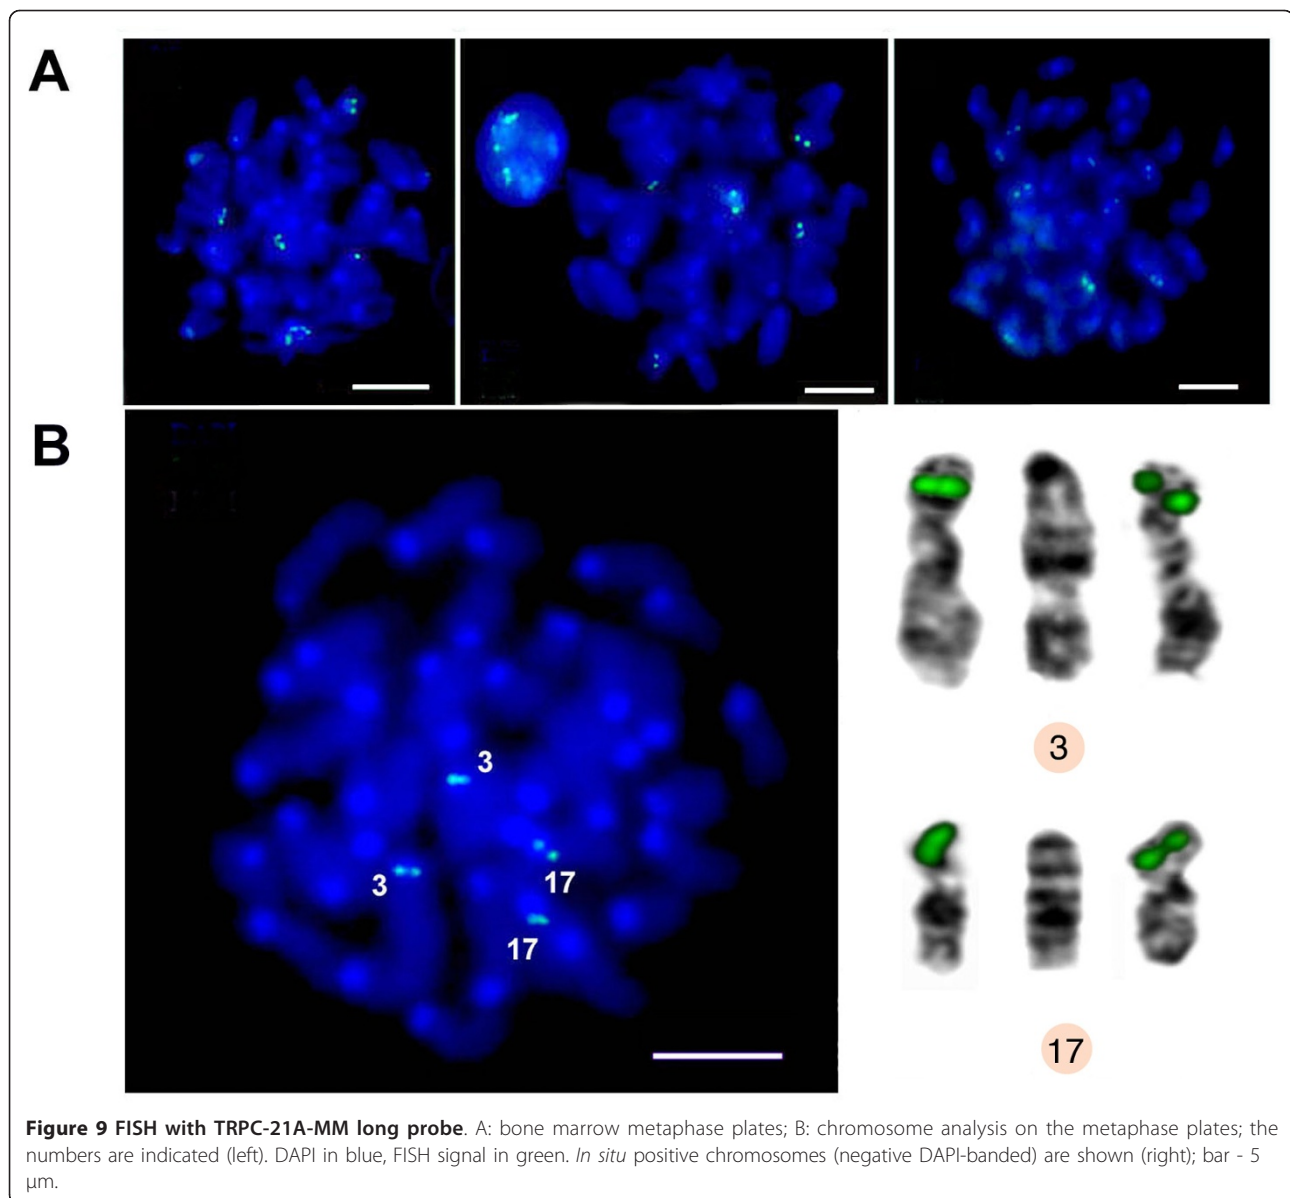 A
B
3
3
17
17
3
17
Figure 9 FISH with TRPC-21A-MM long probe. A: bone marrow metaphase plates; B: chromosome analysis on the metaphase plates; the
numbers are indicated (left). DAPI in blue, FISH signal in green. In situ positive chromosomes (negative DAPI-banded) are shown (right); bar - 5
μm.